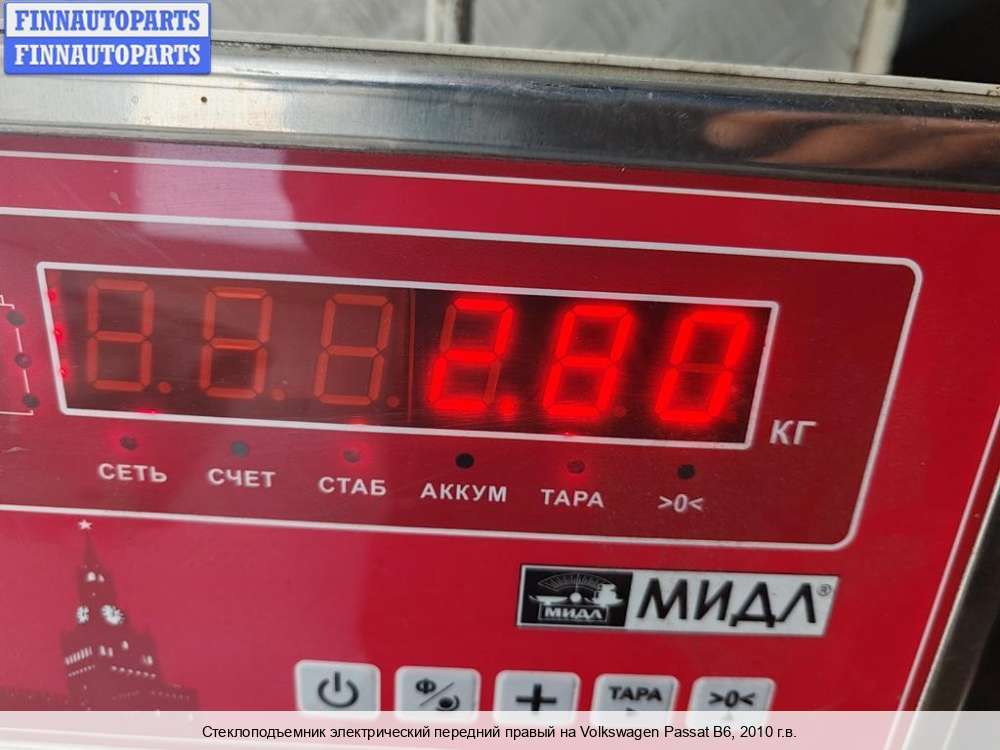 FINNAUTOPARTS
FINNAUTOPARTS
2.80
КГ
СЕТЬ СЧЕТ СТАБ АККУМ ТАРА >0<
МИДЛ МИДЛ®
Ф/ + ТАРА >0<
Стеклоподъемник электрический передний правый на Volkswagen Passat B6, 2010 г.в.